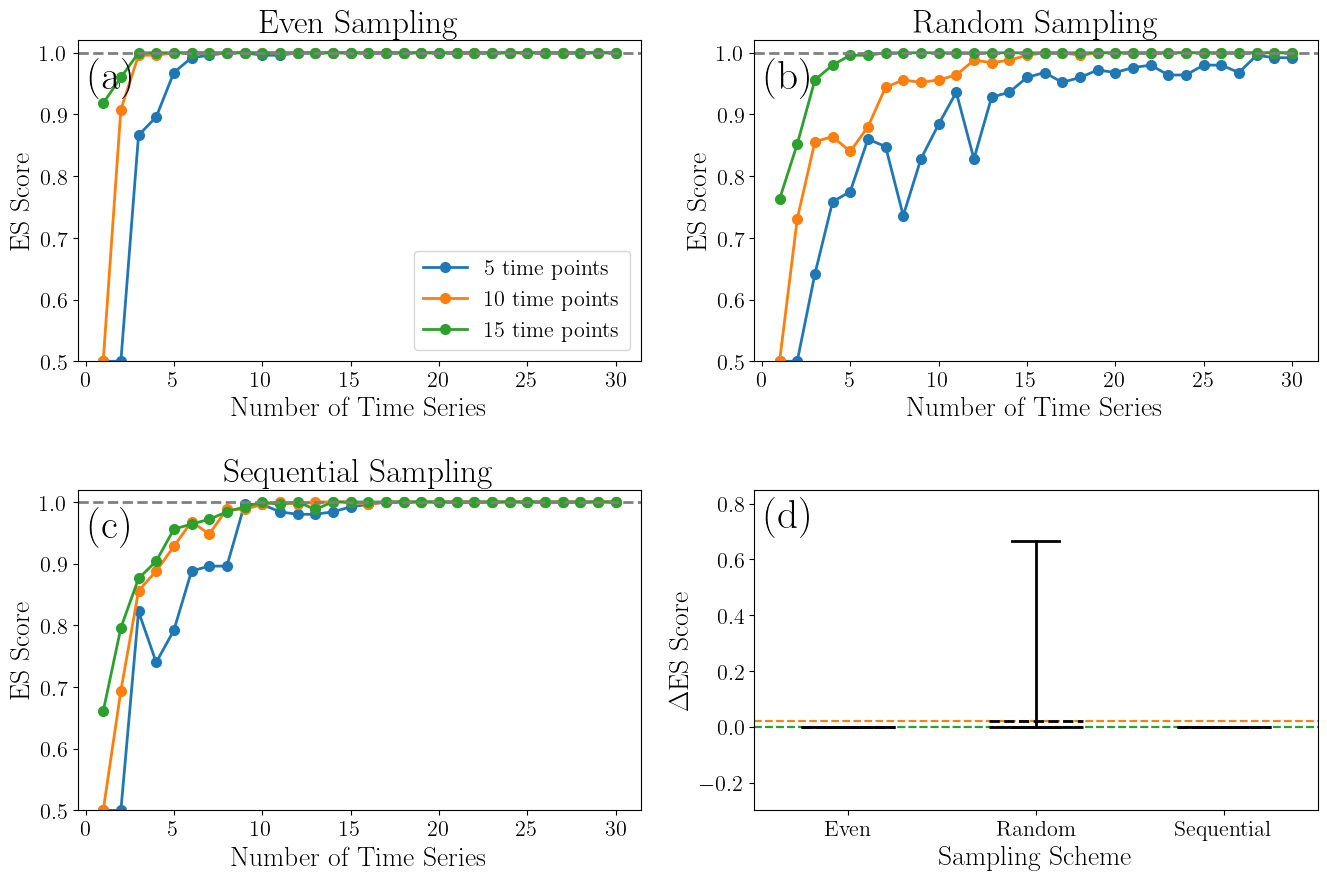 Even Sampling
(a)
ES Score
1.0
0.9
0.8
0.7
0.6
0.5
5 time points
10 time points
15 time points
0 5 10 15 20 25 30
Number of Time Series
Random Sampling
(b)
ES Score
1.0
0.9
0.8
0.7
0.6
0.5
0 5 10 15 20 25 30
Number of Time Series
Sequential Sampling
(c)
ES Score
1.0
0.9
0.8
0.7
0.6
0.5
0 5 10 15 20 25 30
Number of Time Series
(d)
ΔES Score
0.8
0.6
0.4
0.2
0.0
−0.2
Even Random Sequential
Sampling Scheme